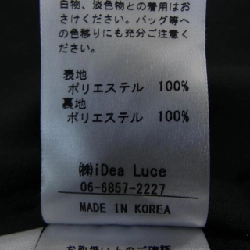 白物、淡色物との着用はお
さけください。バッグ等へ
の色移りにも充分ご注意く
ださい。
表地
ポリエステル 100%
裏地
ポリエステル 100%
㈱iDea Luce
06-6857-2227
MADE IN KOREA